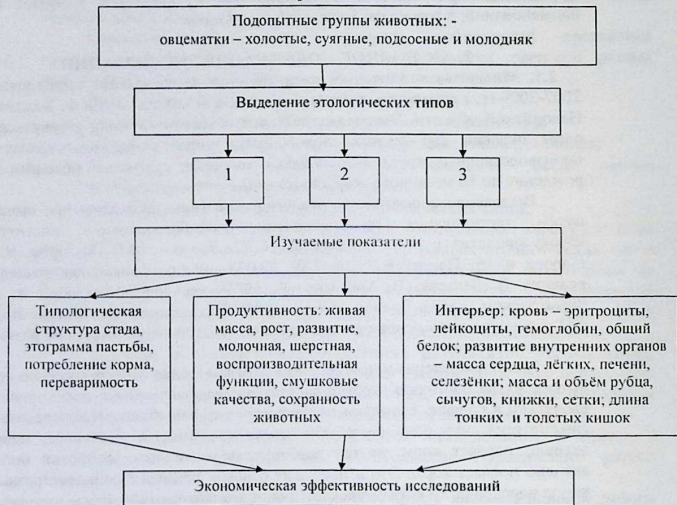 Подопытные группы животных: -
овцематки – холостые, суягные, подсосные и молодняк
Выделение этологических типов
1
2
3
Изучаемые показатели
Типологическая
структура стада,
этограмма пастьбы,
потребление корма,
переваримость
Продуктивность: живая
масса, рост, развитие,
молочная, шерстная,
воспроизводительная
функции, смушковые
качества, сохранность
животных
Интерьер: кровь – эритроциты,
лейкоциты, гемоглобин, общий
белок; развитие внутренних органов
– масса сердца, лёгких, печени,
селезёнки; масса и объём рубца,
сычугов, книжки, сетки; длина
тонких и толстых кишок
Экономическая эффективность исследований